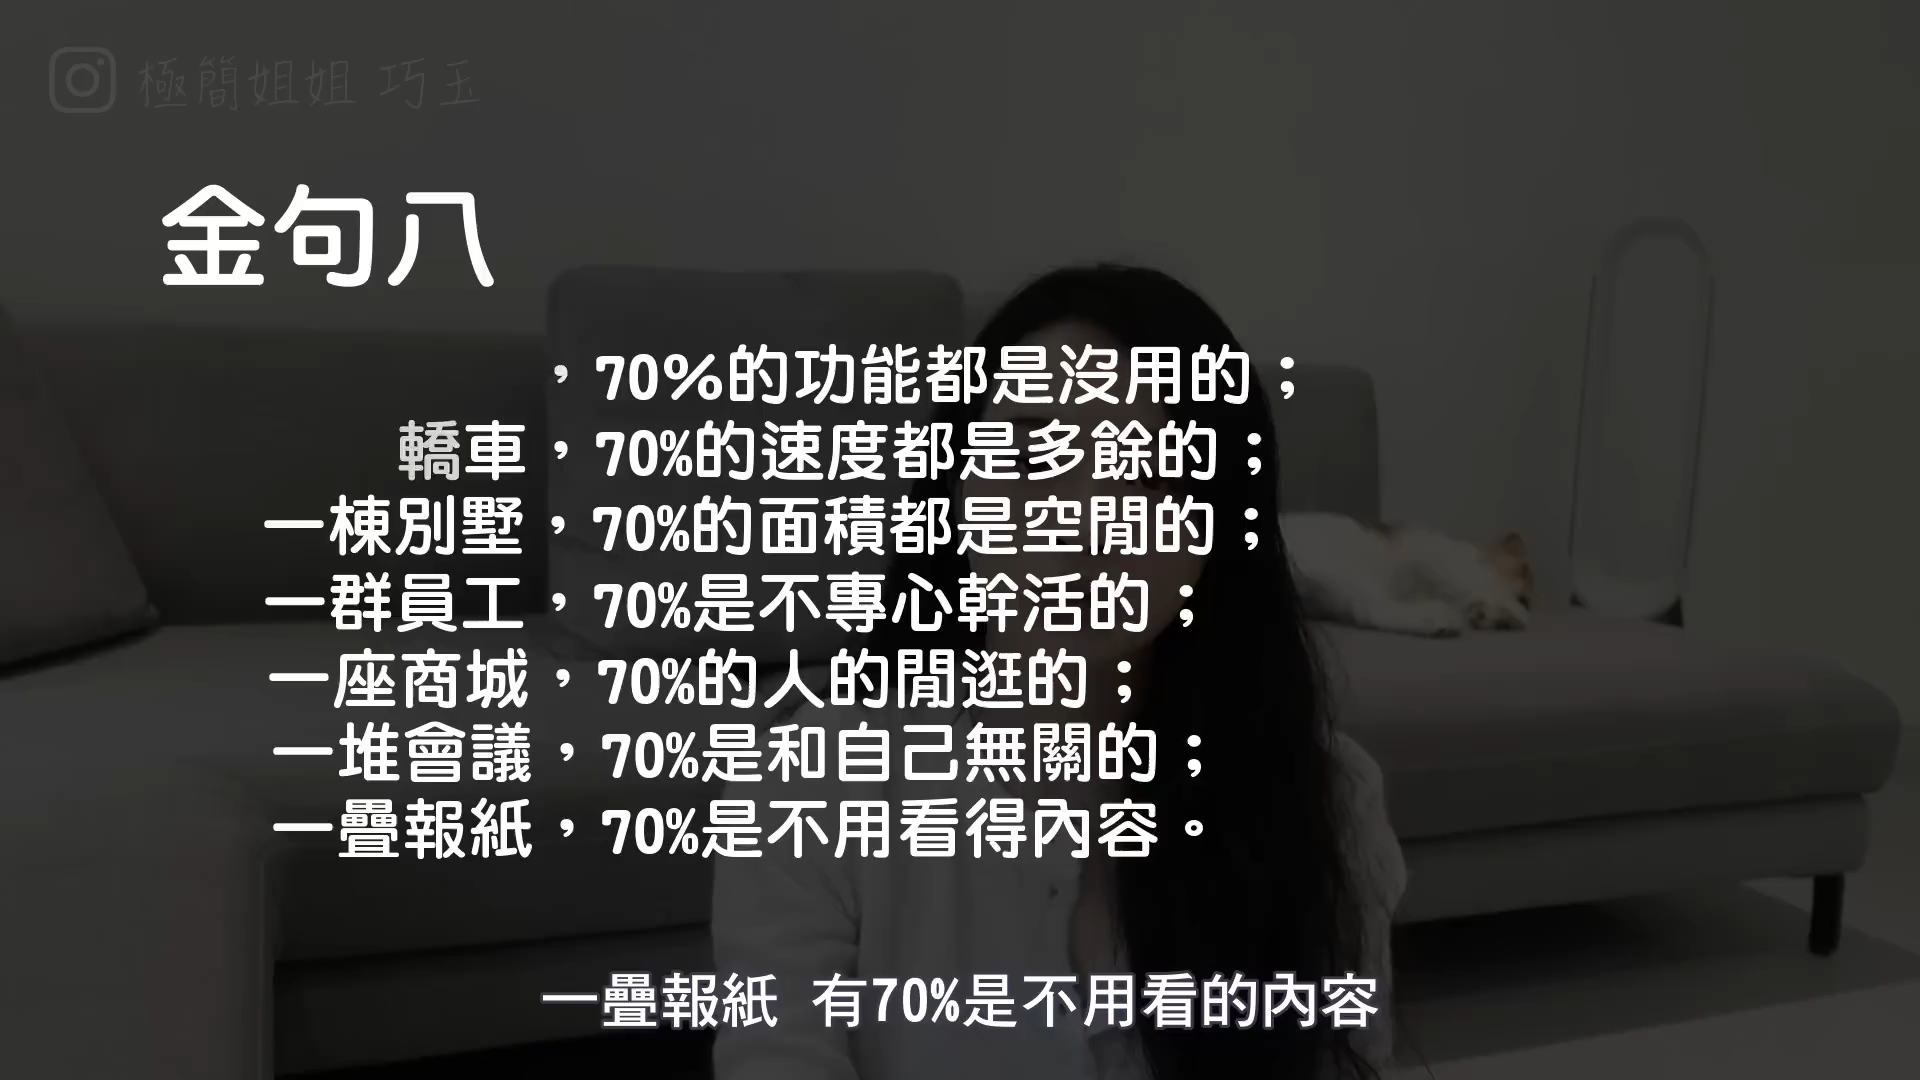 極簡姐姐 巧玉
金句八
，70%的功能都是沒用的；
轎車，70%的速度都是多餘的；
一棟別墅，70%的面積都是空閒的；
一群員工，70%是不專心幹活的；
一座商城，70%的人的閒逛的；
一堆會議，70%是和自己無關的；
一疊報紙，70%是不用看得內容。
一疊報紙 有70%是不用看的內容